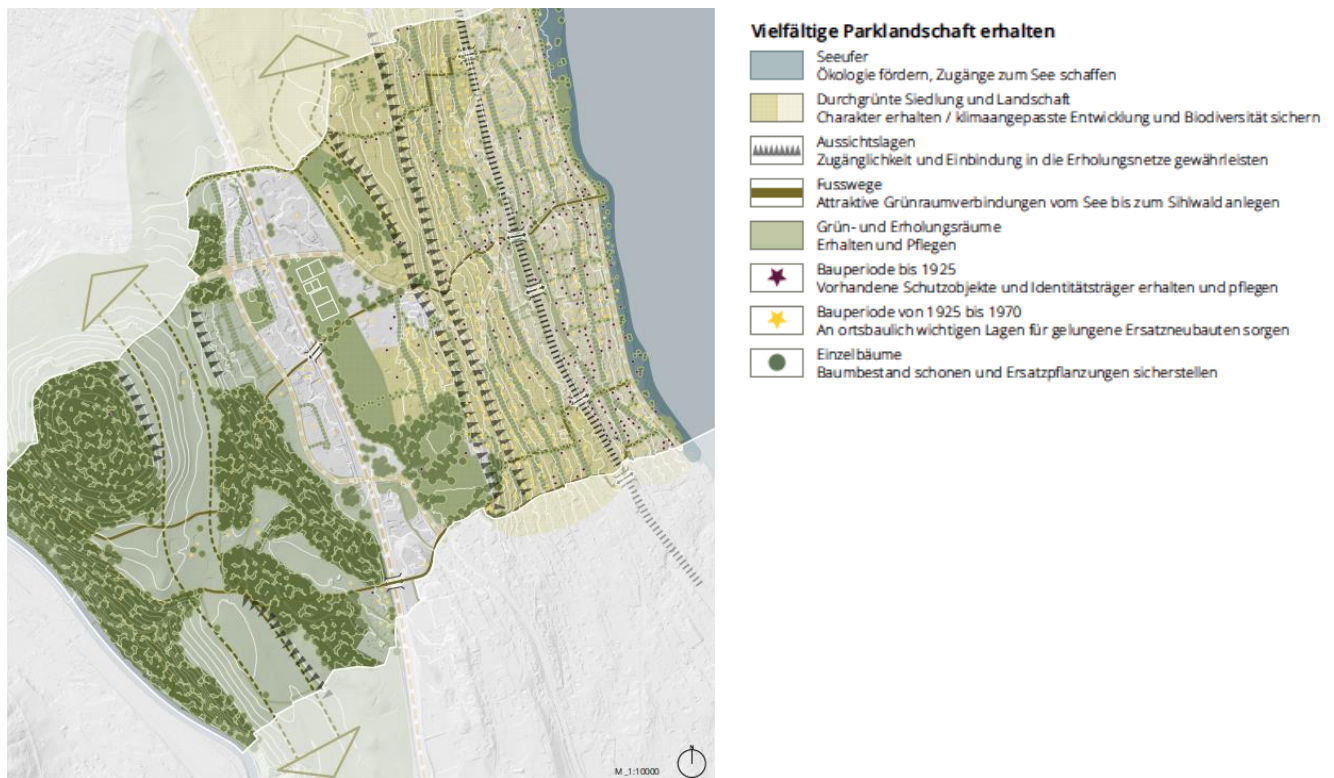 Vielfältige Parklandschaft erhalten
Seeufer
Ökologie fördern, Zugänge zum See schaffen
Durchgrünte Siedlung und Landschaft
Charakter erhalten / klimaangepasste Entwicklung und Biodiversität sichern
Aussichtslagen
Zugänglichkeit und Einbindung in die Erholungsnetze gewährleisten
Fusswege
Attraktive Grünraumverbindungen vom See bis zum Sihlwald anlegen
Grün- und Erholungsräume
Erhalten und Pflegen
Bauperiode bis 1925
Vorhandene Schutzobjekte und Identitätsträger erhalten und pflegen
Bauperiode von 1925 bis 1970
An ortsbaulich wichtigen Lagen für gelungene Ersatzneubauten sorgen
Einzelbäume
Baumbestand schonen und Ersatzpflanzungen sicherstellen
N
M_1:10000